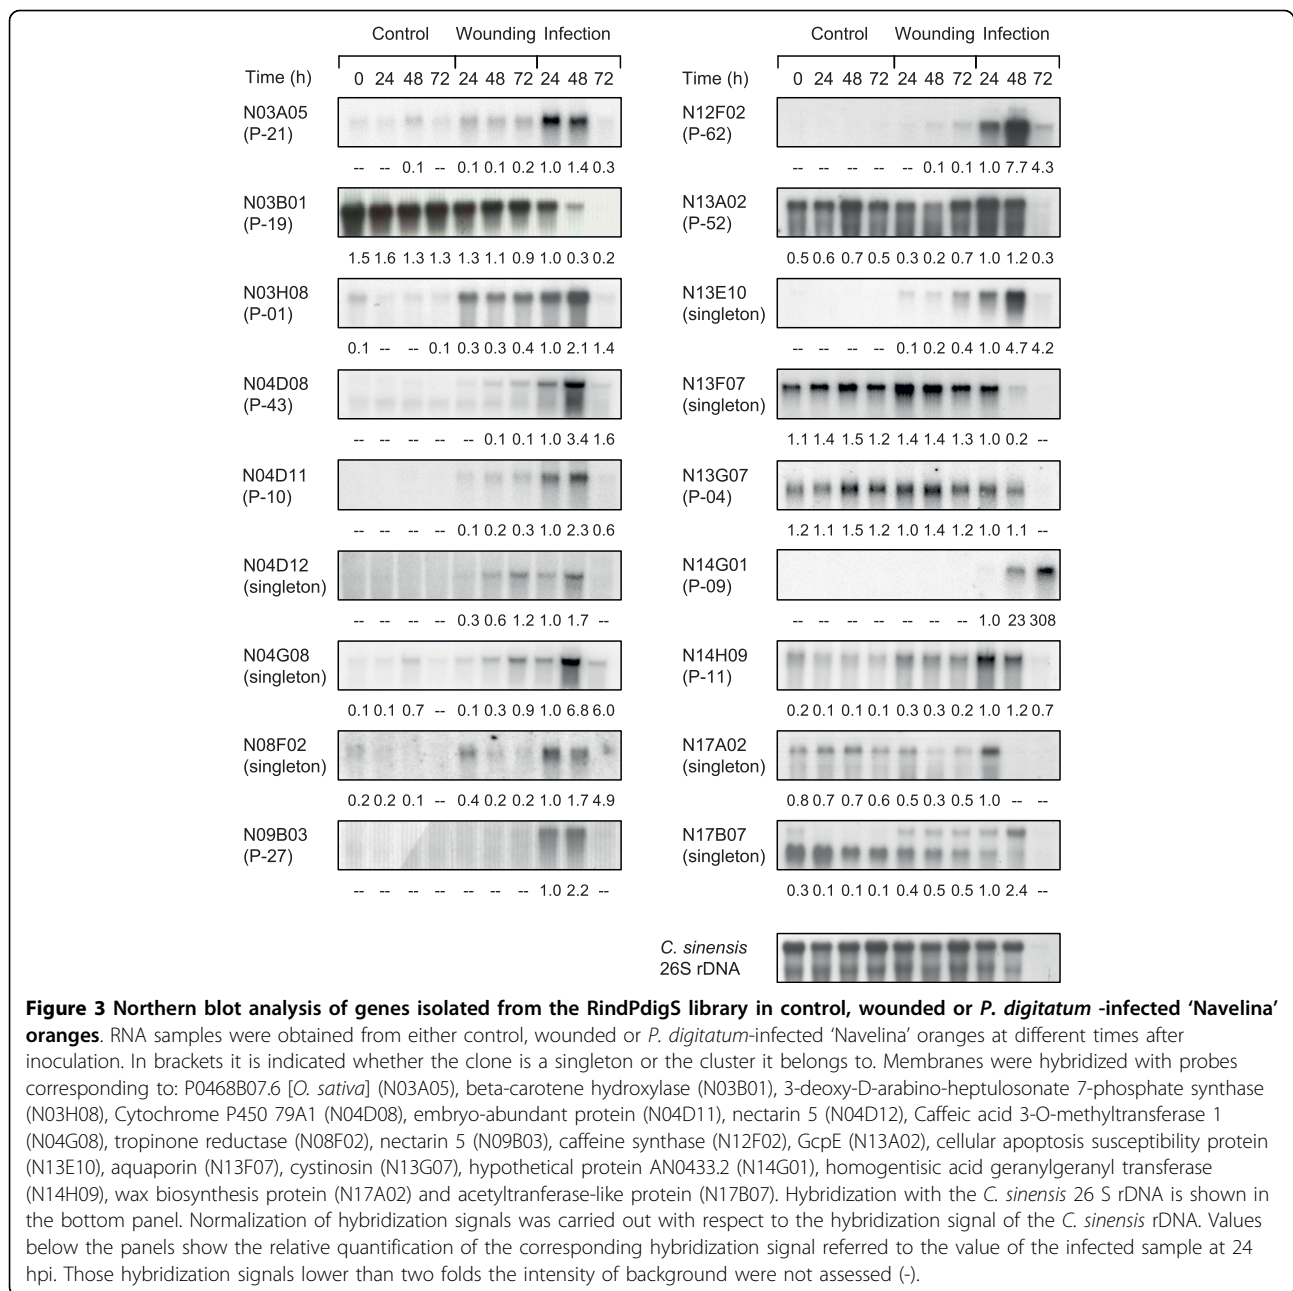 Control Wounding Infection
Time (h) 0 24 48 72 24 48 72 24 48 72
N03A05
(P-21)
-- -- 0.1 -- 0.1 0.1 0.2 1.0 1.4 0.3
N03B01
(P-19)
1.5 1.6 1.3 1.3 1.3 1.1 0.9 1.0 0.3 0.2
N03H08
(P-01)
0.1 -- -- 0.1 0.3 0.3 0.4 1.0 2.1 1.4
N04D08
(P-43)
-- -- -- -- -- 0.1 0.1 1.0 3.4 1.6
N04D11
(P-10)
-- -- -- -- 0.1 0.2 0.3 1.0 2.3 0.6
N04D12
(singleton)
-- -- -- -- 0.3 0.6 1.2 1.0 1.7 --
N04G08
(singleton)
0.1 0.1 0.7 -- 0.1 0.3 0.9 1.0 6.8 6.0
N08F02
(singleton)
0.2 0.2 0.1 -- 0.4 0.2 0.2 1.0 1.7 4.9
N09B03
(P-27)
-- -- -- -- -- -- -- 1.0 2.2 --
Control Wounding Infection
Time (h) 0 24 48 72 24 48 72 24 48 72
N12F02
(P-62)
-- -- -- -- -- 0.1 0.1 1.0 7.7 4.3
N13A02
(P-52)
0.5 0.6 0.7 0.5 0.3 0.2 0.7 1.0 1.2 0.3
N13E10
(singleton)
-- -- -- -- 0.1 0.2 0.4 1.0 4.7 4.2
N13F07
(singleton)
1.1 1.4 1.5 1.2 1.4 1.4 1.3 1.0 0.2 --
N13G07
(P-04)
1.2 1.1 1.5 1.2 1.0 1.4 1.2 1.0 1.1 --
N14G01
(P-09)
-- -- -- -- -- -- -- 1.0 23 308
N14H09
(P-11)
0.2 0.1 0.1 0.1 0.3 0.3 0.2 1.0 1.2 0.7
N17A02
(singleton)
0.8 0.7 0.7 0.6 0.5 0.3 0.5 1.0 -- --
N17B07
(singleton)
0.3 0.1 0.1 0.1 0.4 0.5 0.5 1.0 2.4 --
C. sinensis
26S rDNA
Figure 3 Northern blot analysis of genes isolated from the RindPdigS library in control, wounded or P. digitatum -infected ‘Navelina’
oranges. RNA samples were obtained from either control, wounded or P. digitatum-infected ‘Navelina’ oranges at different times after
inoculation. In brackets it is indicated whether the clone is a singleton or the cluster it belongs to. Membranes were hybridized with probes
corresponding to: P0468B07.6 [O. sativa] (N03A05), beta-carotene hydroxylase (N03B01), 3-deoxy-D-arabino-heptulosonate 7-phosphate synthase
(N03H08), Cytochrome P450 79A1 (N04D08), embryo-abundant protein (N04D11), nectarin 5 (N04D12), Caffeic acid 3-O-methyltransferase 1
(N04G08), tropinone reductase (N08F02), nectarin 5 (N09B03), caffeine synthase (N12F02), GcpE (N13A02), cellular apoptosis susceptibility protein
(N13E10), aquaporin (N13F07), cystinosin (N13G07), hypothetical protein AN0433.2 (N14G01), homogentisic acid geranylgeranyl transferase
(N14H09), wax biosynthesis protein (N17A02) and acetyltranferase-like protein (N17B07). Hybridization with the C. sinensis 26 S rDNA is shown in
the bottom panel. Normalization of hybridization signals was carried out with respect to the hybridization signal of the C. sinensis rDNA. Values
below the panels show the relative quantification of the corresponding hybridization signal referred to the value of the infected sample at 24
hpi. Those hybridization signals lower than two folds the intensity of background were not assessed (-).